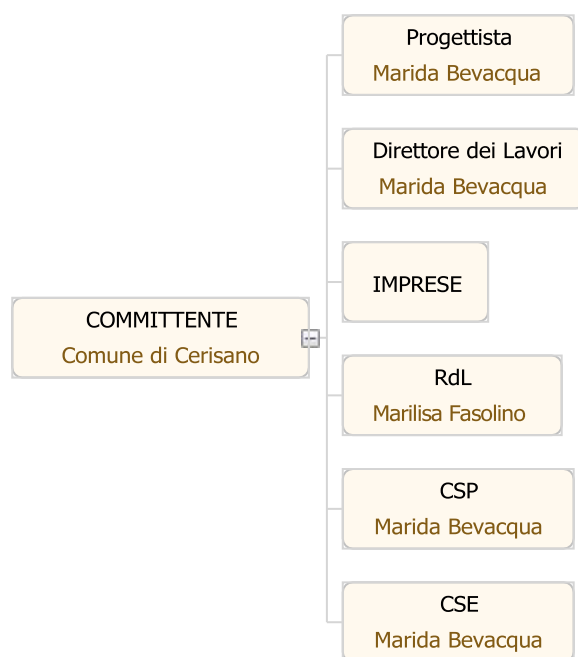 Progettista
Marida Bevacqua
Direttore dei Lavori
Marida Bevacqua
IMPRESE
COMMITTENTE
Comune di Cerisano
RdL
Marilisa Fasolino
CSP
Marida Bevacqua
CSE
Marida Bevacqua